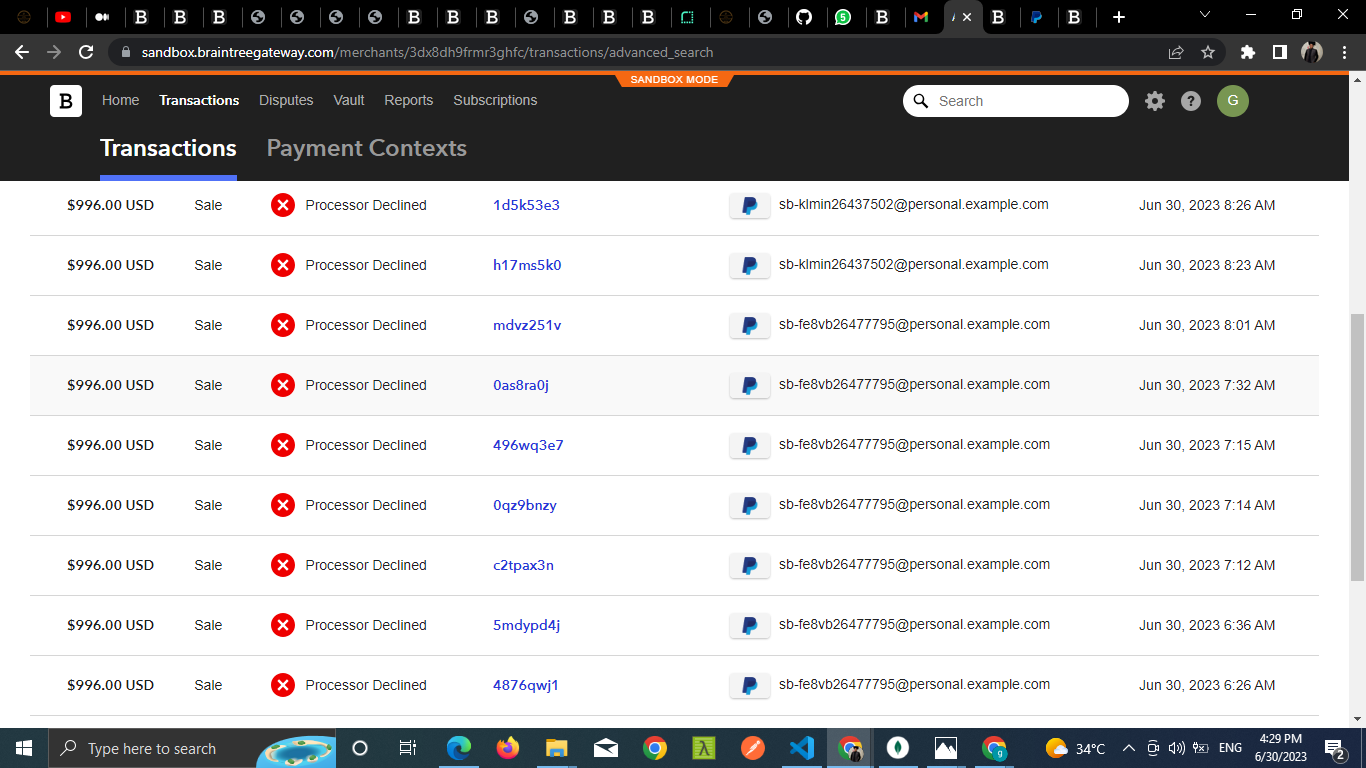 sandbox.braintreegateway.com/merchants/3dx8dh9frmr3ghfc/transactions/advanced_search
SANDBOX MODE
B Home Transactions Disputes Vault Reports Subscriptions Search ? G
Transactions Payment Contexts
$996.00 USD Sale Processor Declined 1d5k53e3 sb-klmin26437502@personal.example.com Jun 30, 2023 8:26 AM
$996.00 USD Sale Processor Declined h17ms5k0 sb-klmin26437502@personal.example.com Jun 30, 2023 8:23 AM
$996.00 USD Sale Processor Declined mdvz251v sb-fe8vb26477795@personal.example.com Jun 30, 2023 8:01 AM
$996.00 USD Sale Processor Declined 0as8ra0j sb-fe8vb26477795@personal.example.com Jun 30, 2023 7:32 AM
$996.00 USD Sale Processor Declined 496wq3e7 sb-fe8vb26477795@personal.example.com Jun 30, 2023 7:15 AM
$996.00 USD Sale Processor Declined 0qz9bnzy sb-fe8vb26477795@personal.example.com Jun 30, 2023 7:14 AM
$996.00 USD Sale Processor Declined c2tpax3n sb-fe8vb26477795@personal.example.com Jun 30, 2023 7:12 AM
$996.00 USD Sale Processor Declined 5mdypd4j sb-fe8vb26477795@personal.example.com Jun 30, 2023 6:36 AM
$996.00 USD Sale Processor Declined 4876qwj1 sb-fe8vb26477795@personal.example.com Jun 30, 2023 6:26 AM
Type here to search 34°C ENG 4:29 PM
6/30/2023 2